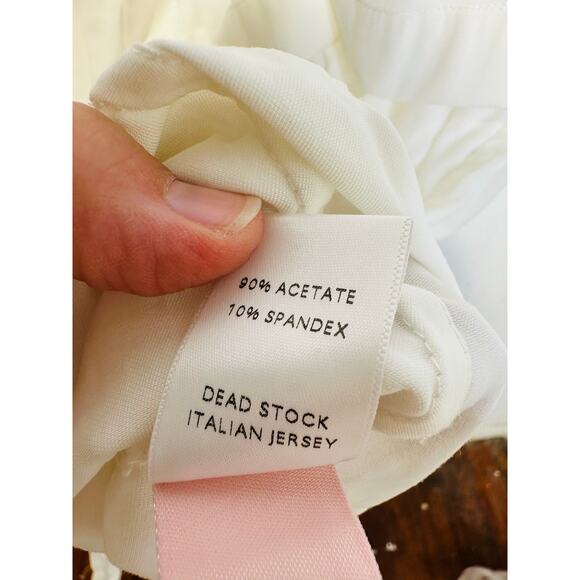 90% ACETATE
10% SPANDEX
DEAD STOCK
ITALIAN JERSEY